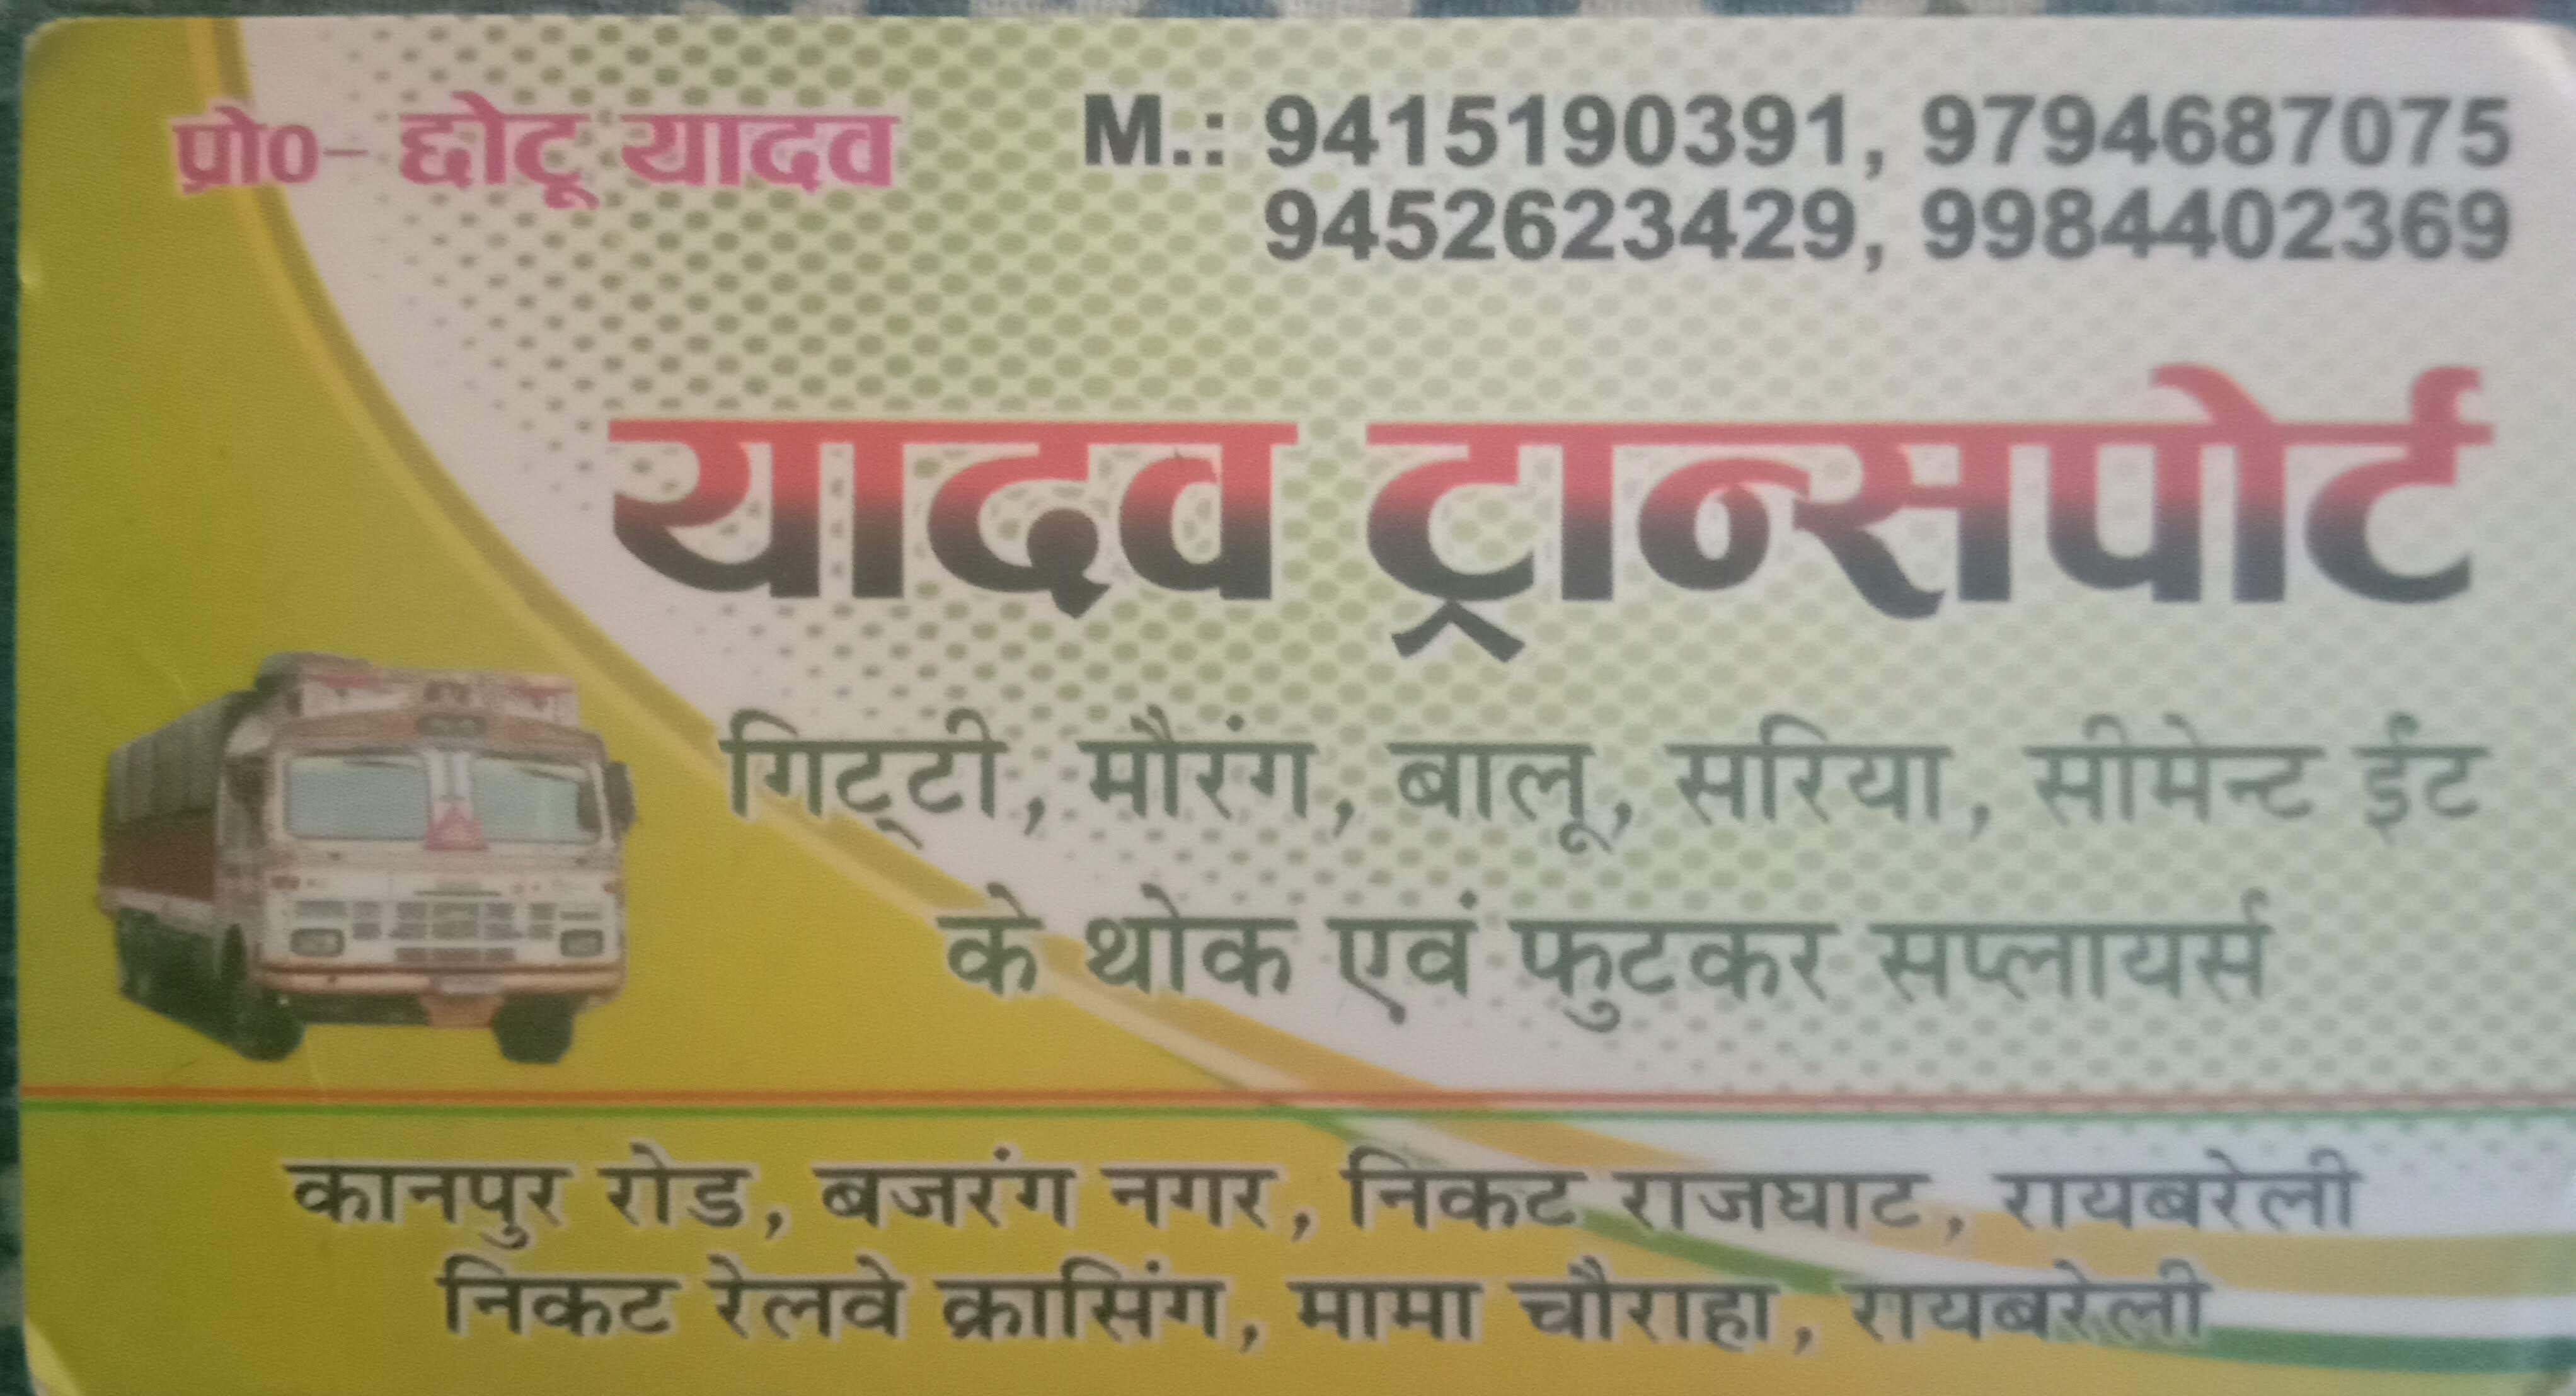 प्रो0- छोटू यादव M.: 9415190391, 9794687075
9452623429, 9984402369
यादव ट्रान्सपोर्ट
गिट्टी, मौरंग, बालू, सरिया, सीमेन्ट ईंट
के थोक एवं फुटकर सप्लायर्स
कानपुर रोड, बजरंग नगर, निकट राजघाट, रायबरेली
निकट रेलवे क्रासिंग, मामा चौराहा, रायबरेली